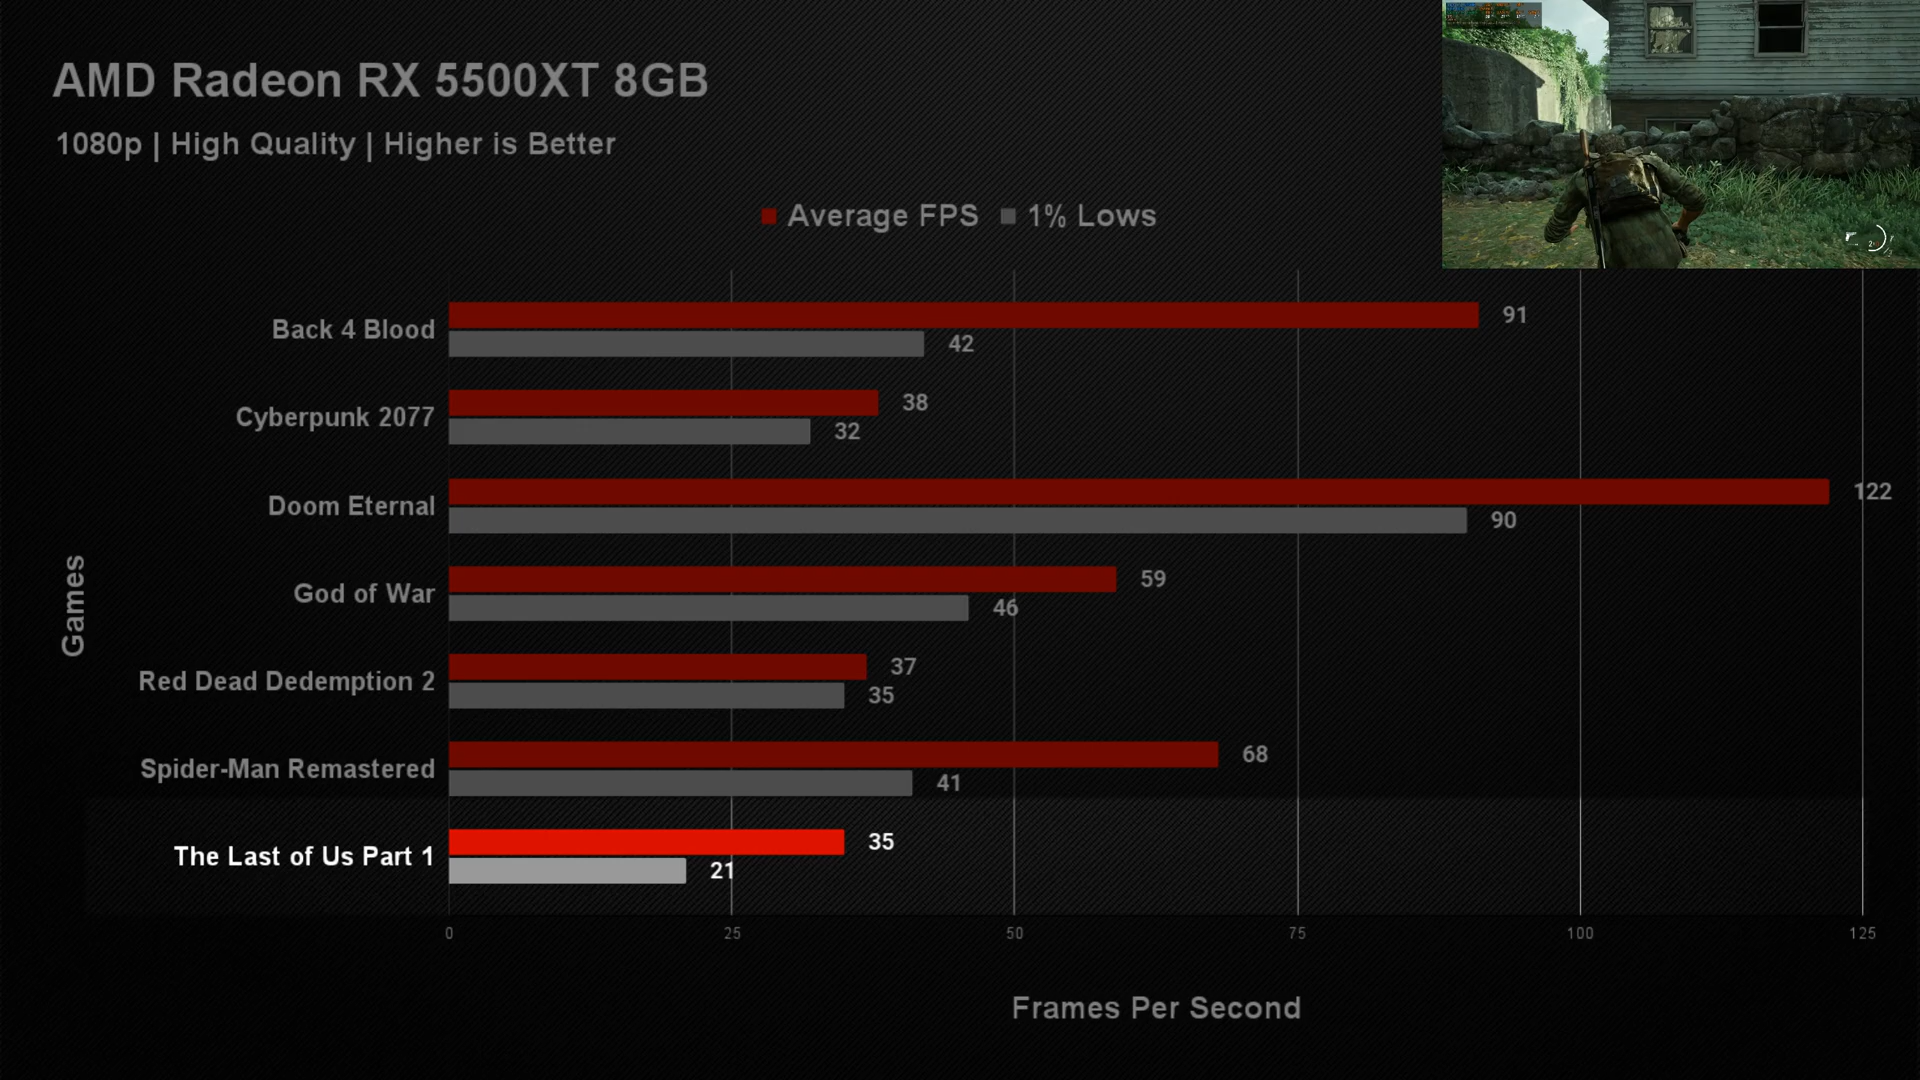 AMD Radeon RX 5500XT 8GB
1080p | High Quality | Higher is Better
Average FPS 1% Lows
Back 4 Blood 91
42
Cyberpunk 2077 38
32
Doom Eternal 122
90
God of War 59
46
Red Dead Dedemption 2 37
35
Spider-Man Remastered 68
41
The Last of Us Part 1 35
21
Games
0 25 50 75 100 125
Frames Per Second